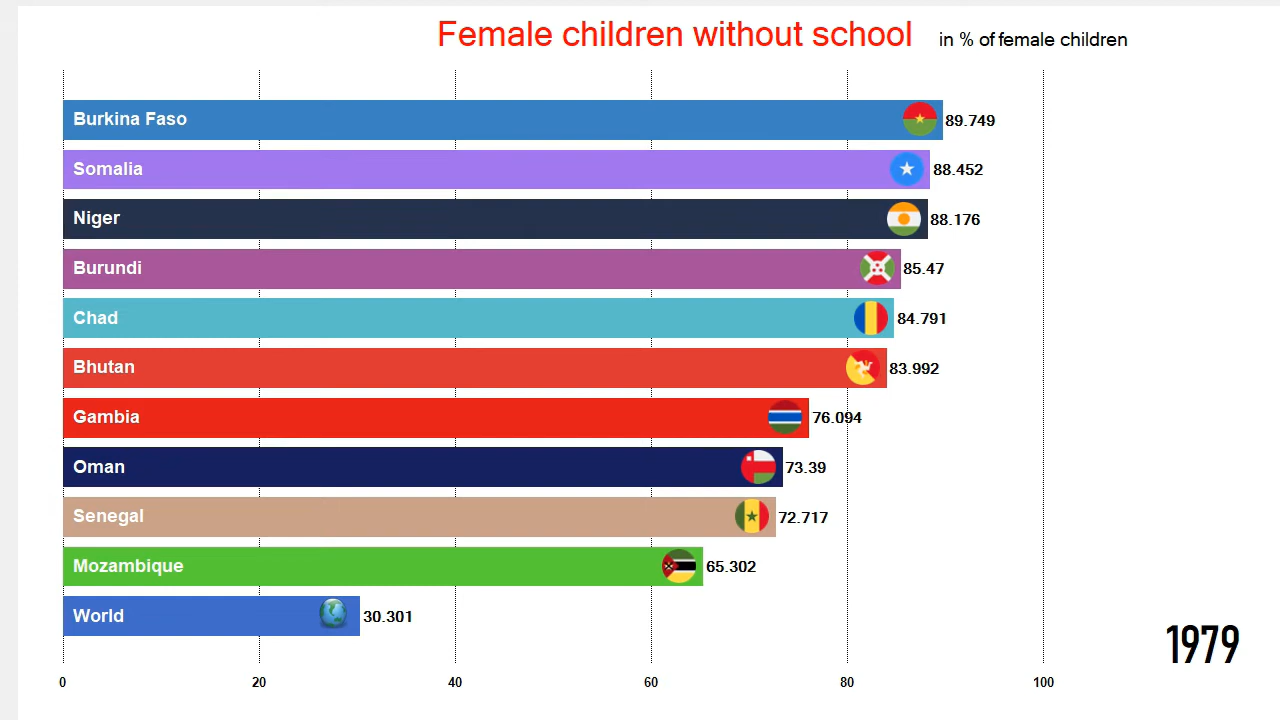 Female children without school in % of female children
Burkina Faso 89.749
Somalia 88.452
Niger 88.176
Burundi 85.47
Chad 84.791
Bhutan 83.992
Gambia 76.094
Oman 73.39
Senegal 72.717
Mozambique 65.302
World 30.301
1979
0 20 40 60 80 100